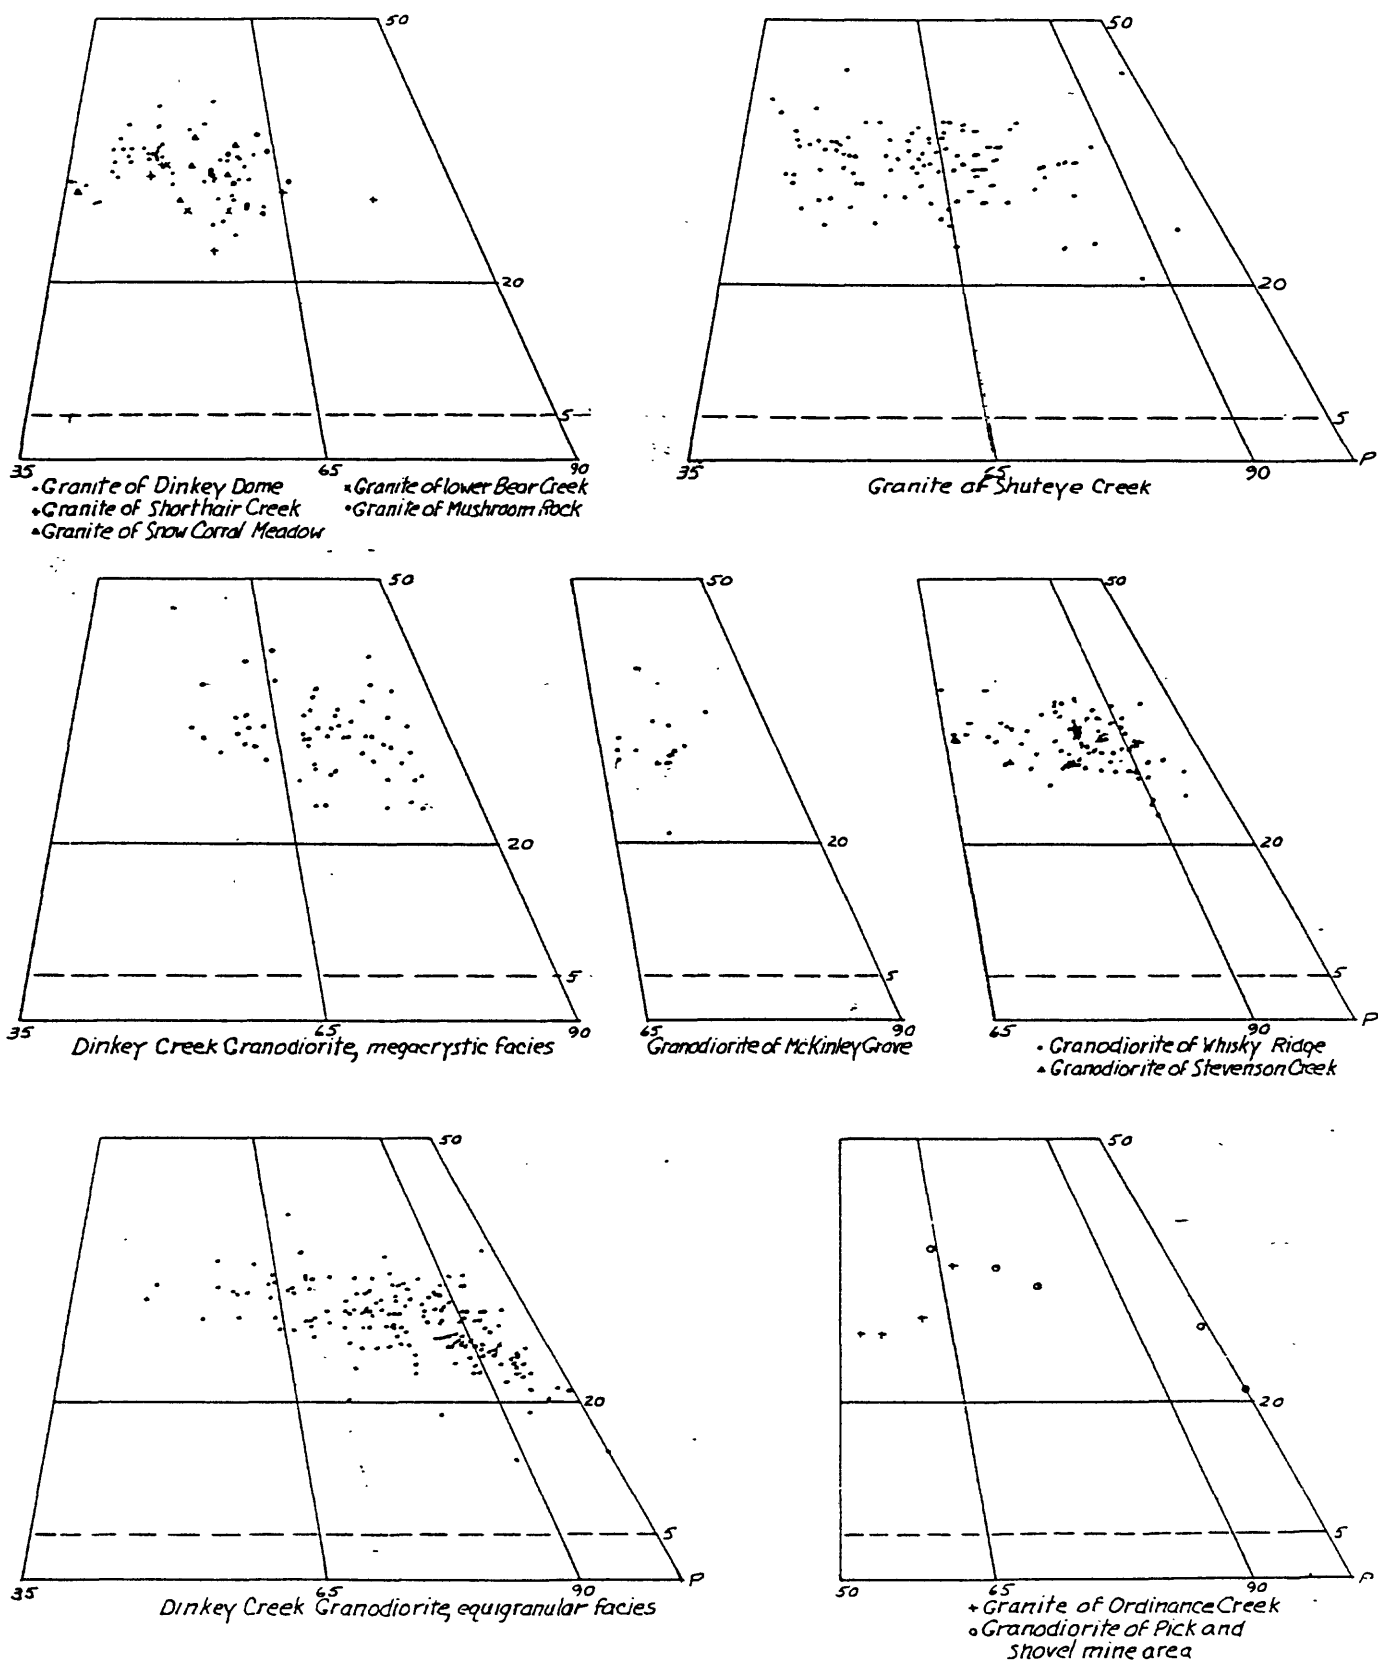 50
20
5
35 65 90
Granite of Dinkey Dome
Granite of Shorthair Creek
Granite of Snow Corral Meadow
Granite of lower Bear Creek
Granite of Mushroom Rock
50
20
5
35 65 90 P
Granite of Shuteye Creek
50
20
5
35 65 90
Dinkey Creek Granodiorite, megacrystic facies
50
20
5
65 90
Granodiorite of McKinley Grove
50
20
5
65 90 P
Granodiorite of Whisky Ridge
Granodiorite of Stevenson Creek
50
20
5
35 65 90 P
Dinkey Creek Granodiorite, equigranular facies
50
20
5
50 65 90 P
Granite of Ordinance Creek
Granodiorite of Pick and
shovel mine area